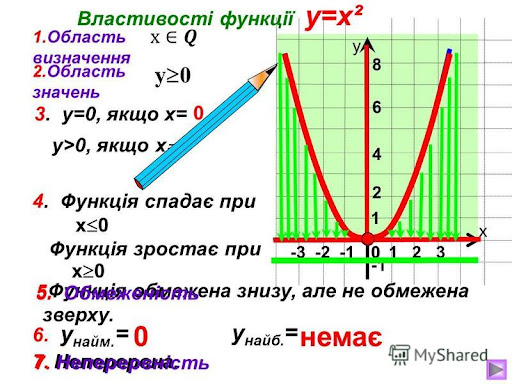 Властивості функції y=x²
1.Область визначення x ∈ Q
2.Область значень y≥0
3. y=0, якщо x= 0
y>0, якщо x
4. Функція спадає при
x≤0
Функція зростає при
x≥0
5. Обмеженість
Функція обмежена знизу, але не обмежена
зверху.
6. yнайм.= 0 yнайб.=немає
7. Неперервність
y
8
6
4
2
1
-3 -2 -1 0 1 2 3 x
-1
MyShared